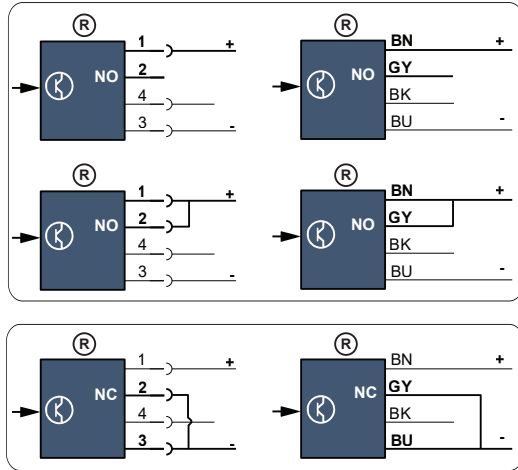 R R
1 + BN +
NO 2 NO GY
4 BK
3 - BU -
R R
1 + BN +
NO 2 NO GY
4 BK
3 - BU -
R R
1 + BN +
NC 2 NC GY
4 BK
3 - BU -